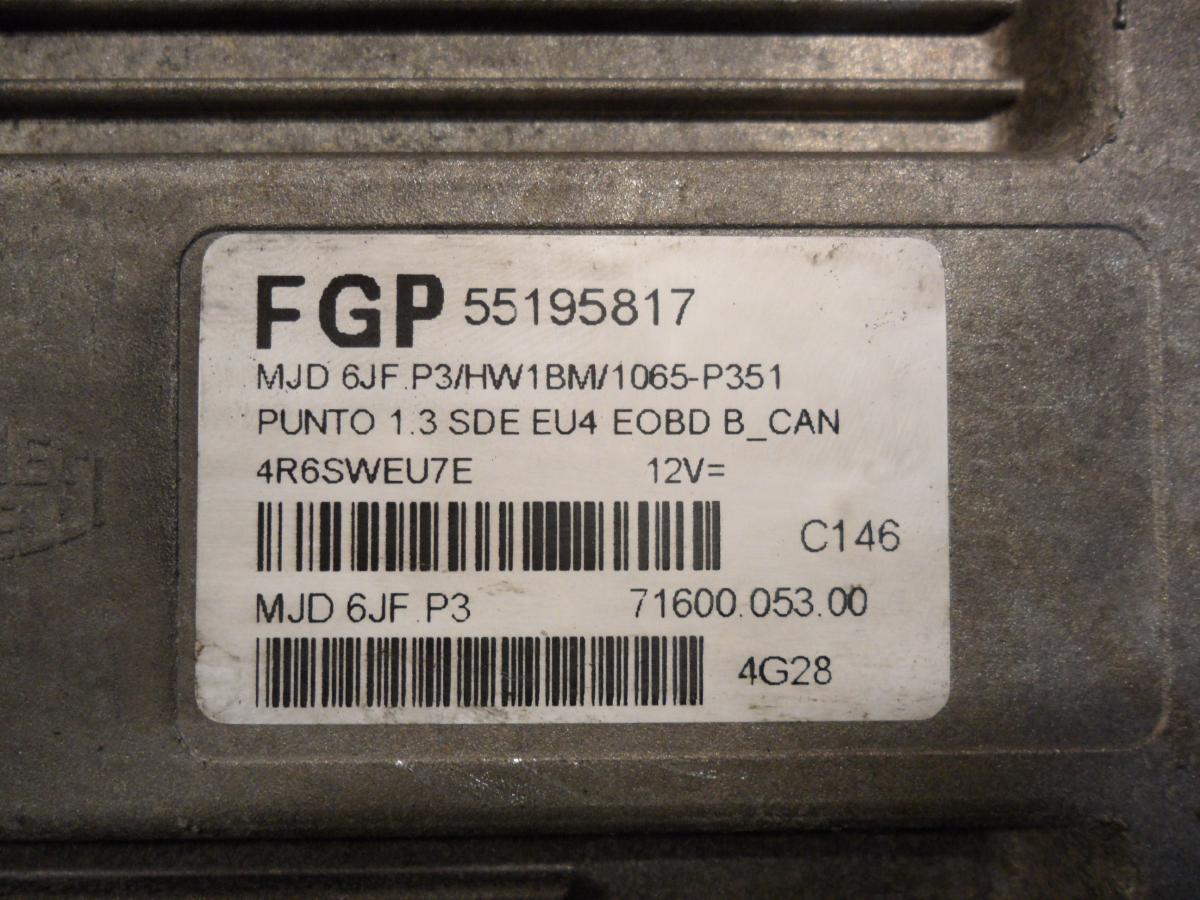 FGP 55195817
MJD 6JF.P3/HW1BM/1065-P351
PUNTO 1.3 SDE EU4 EOBD B_CAN
4R6SWEU7E 12V=
C146
MJD 6JF.P3 71600.053.00
4G28